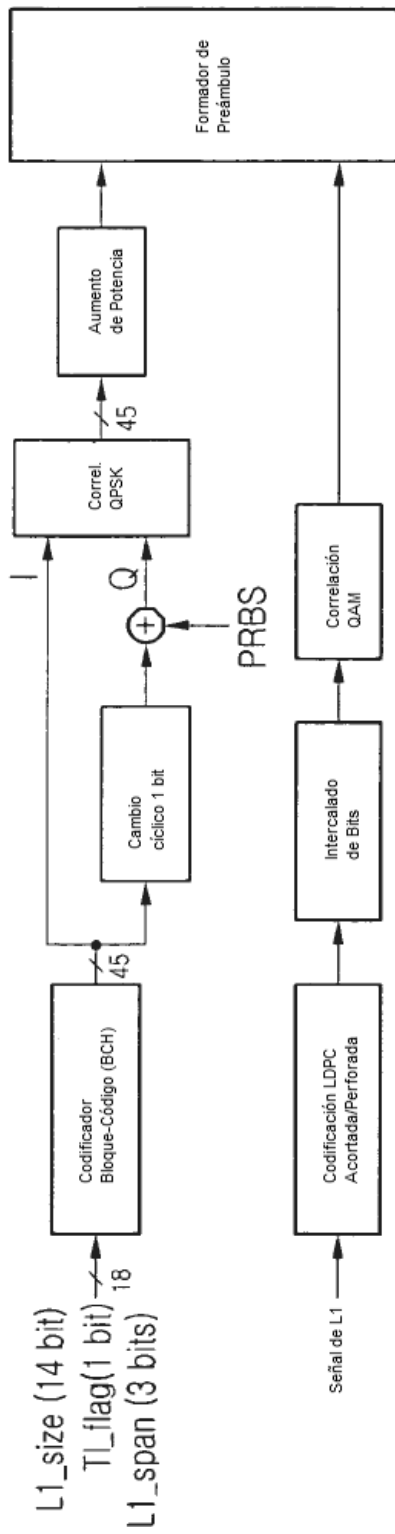 L1_size (14 bit)
TI_flag(1 bit)
L1_span (3 bits)
18
Codificador
Bloque-Código (BCH)
45
I
Cambio
cíclico 1 bit
Q
PRBS
Correl.
QPSK
45
Aumento
de Potencia
Formador de
Preámbulo
Señal de L1
Codificación LDPC
Acortada/Perforada
Intercalado
de Bits
Correlación
QAM